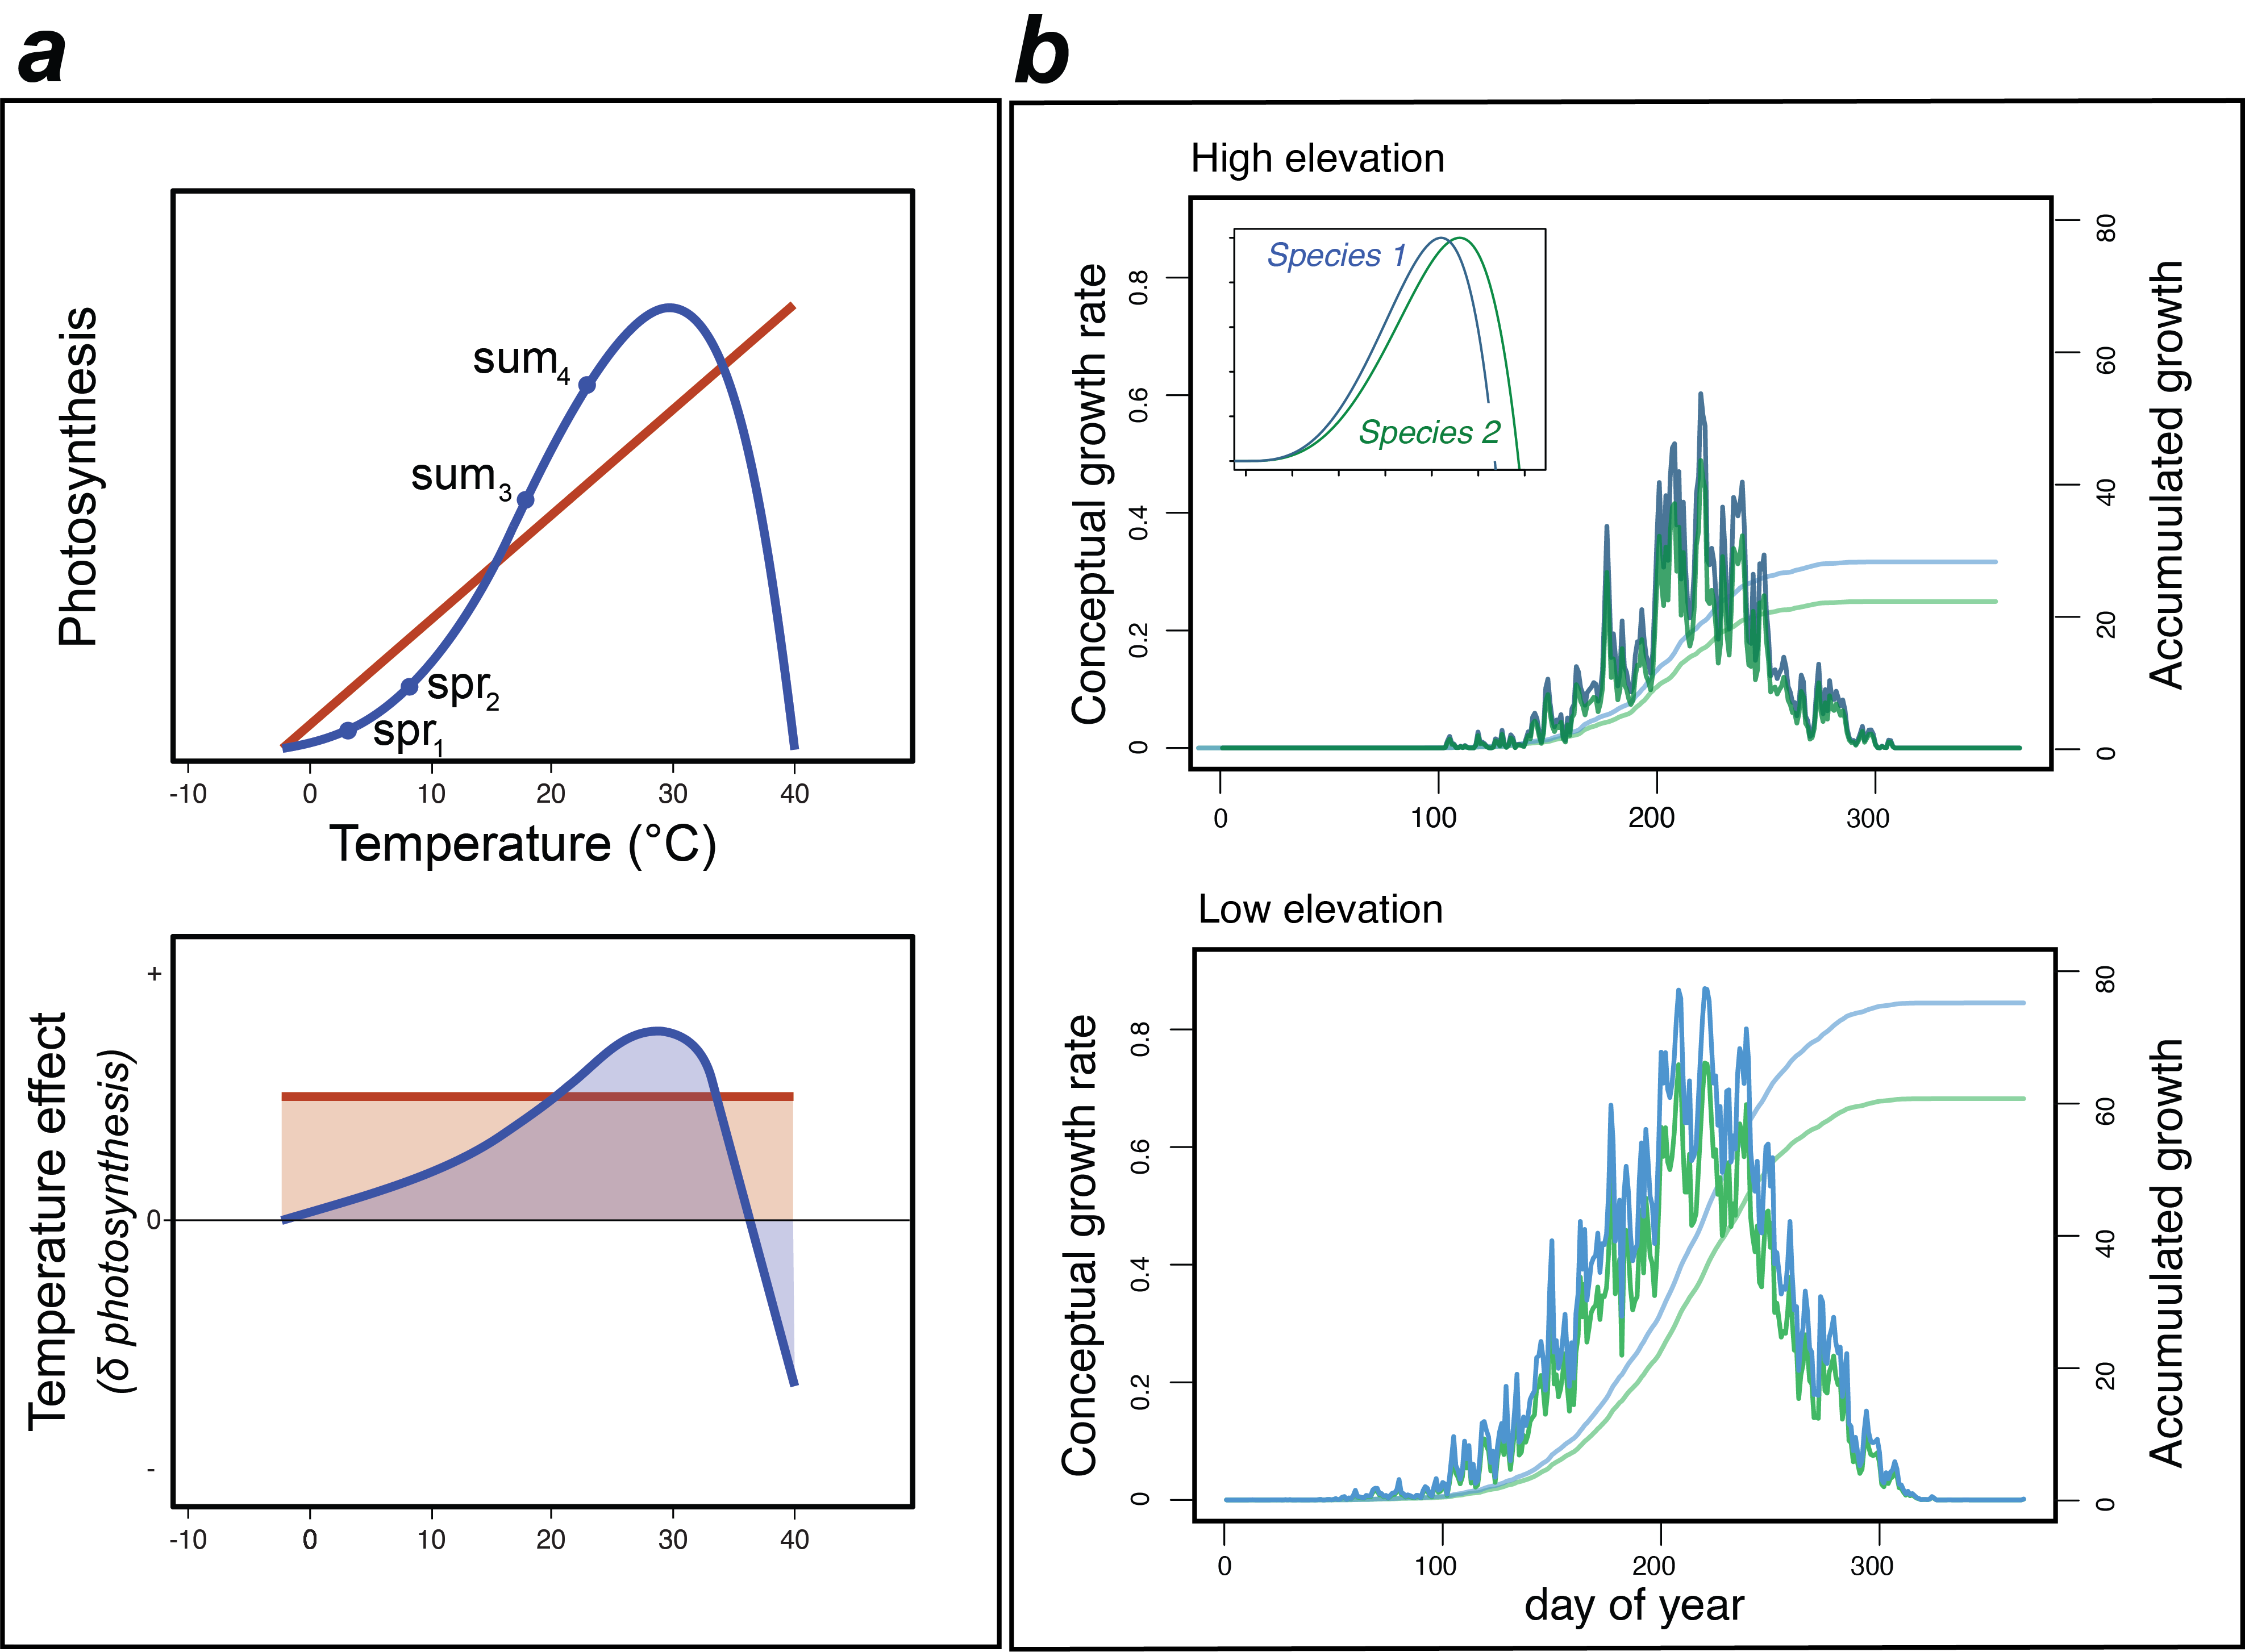 a
b
Photosynthesis
sum4
sum3
spr2
spr1
-10 0 10 20 30 40
Temperature (°C)
Temperature effect
(δ photosynthesis)
+
0
-
-10 0 10 20 30 40
High elevation
Conceptual growth rate
0 0.2 0.4 0.6 0.8
Species 1
Species 2
Accumulated growth
0 20 40 60 80
0 100 200 300
Low elevation
Conceptual growth rate
0 0.2 0.4 0.6 0.8
Accumulated growth
0 20 40 60 80
0 100 200 300
day of year